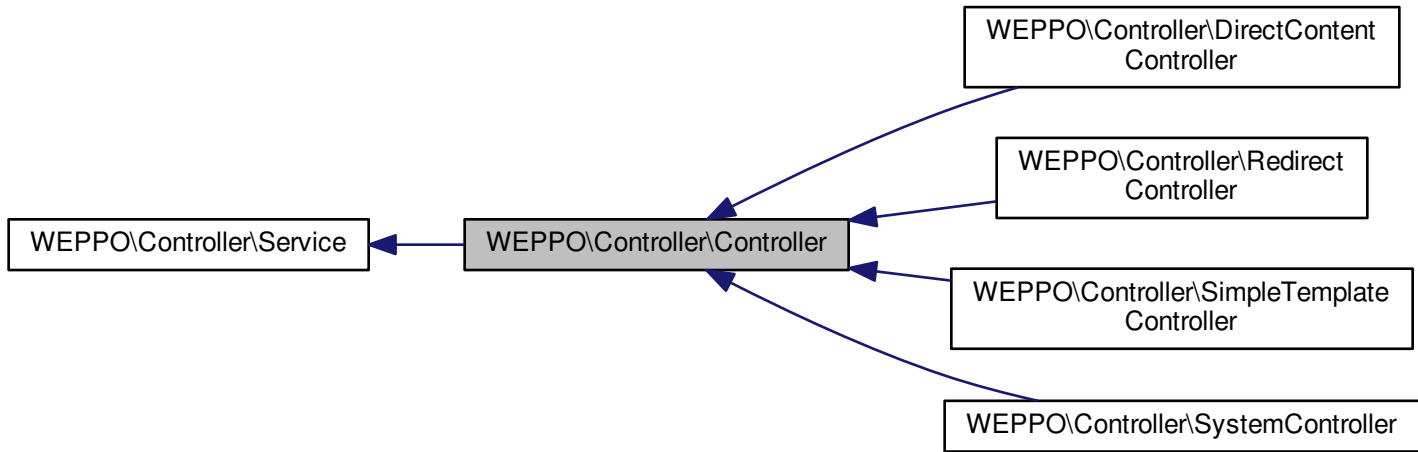 WEPPO\Controller\DirectContent
Controller
WEPPO\Controller\Redirect
Controller
WEPPO\Controller\Service
WEPPO\Controller\Controller
WEPPO\Controller\SimpleTemplate
Controller
WEPPO\Controller\SystemController